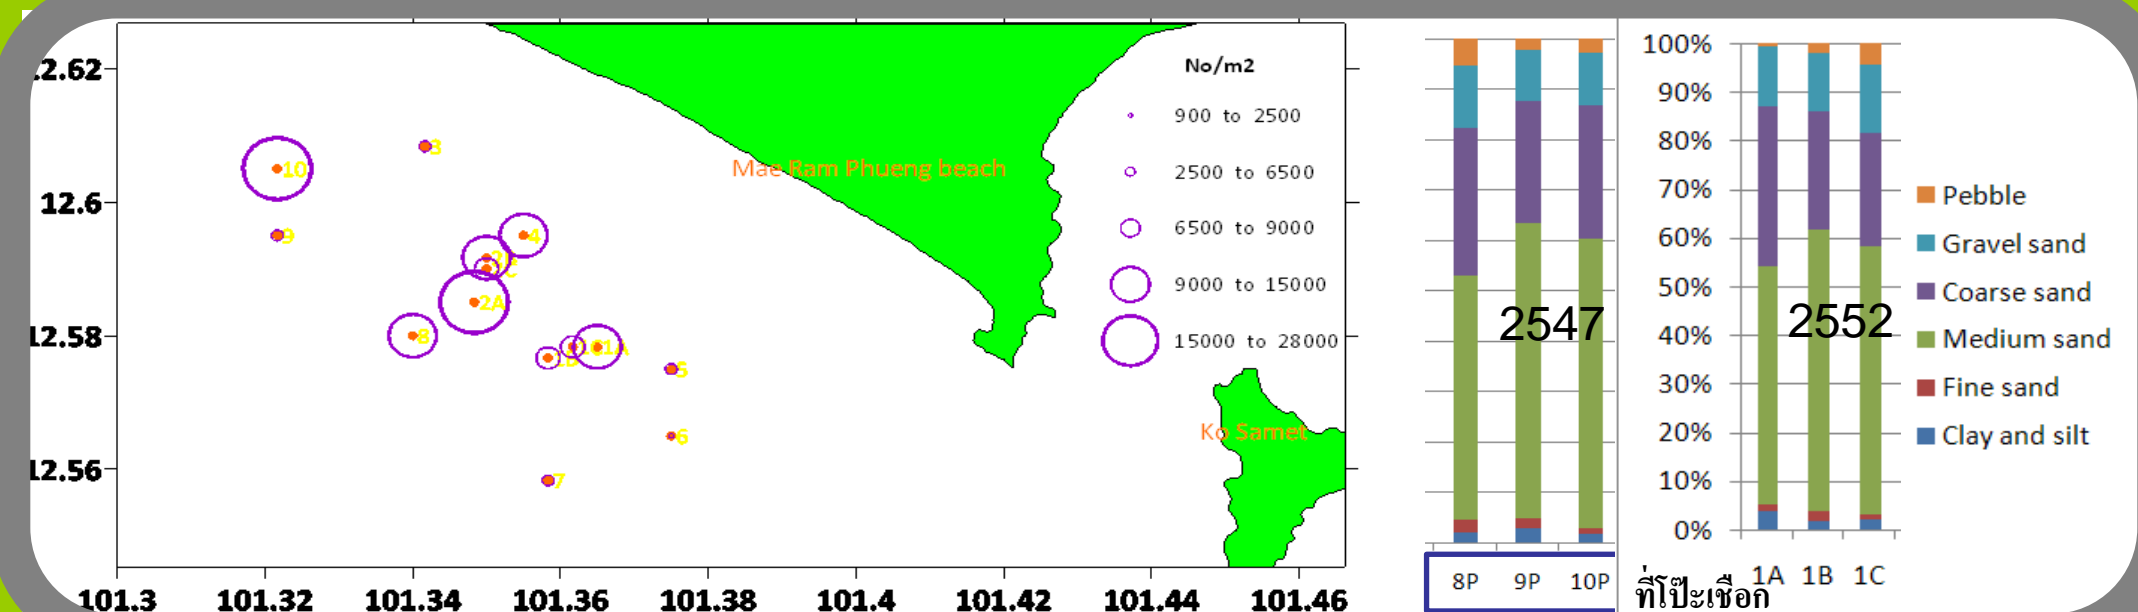 12.62
12.6
12.58
12.56
101.3 101.32 101.34 101.36 101.38 101.4 101.42 101.44 101.46
10
3
9
4
2A
8
1A
5
6
7
Mae Ram Phueng beach
Ko Samet
No/m2
900 to 2500
2500 to 6500
6500 to 9000
9000 to 15000
15000 to 28000
2547
8P 9P 10P
100%
90%
80%
70%
60%
50%
40%
30%
20%
10%
0%
2552
1A 1B 1C
ที่โป๊ะเชือก
Pebble
Gravel sand
Coarse sand
Medium sand
Fine sand
Clay and silt